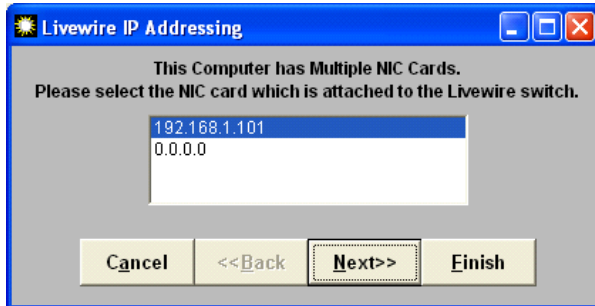 Livewire IP Addressing
This Computer has Multiple NIC Cards.
Please select the NIC card which is attached to the Livewire switch.
192.168.1.101
0.0.0.0
Cancel <<Back Next>> Finish